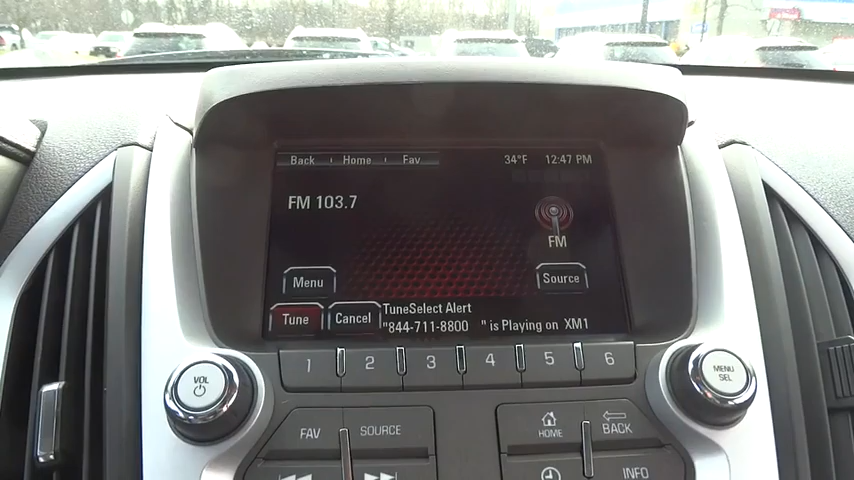 Back Home Fav 34°F 12:47 PM
FM 103.7
FM
Menu Source
Tune Cancel TuneSelect Alert
"844-711-8800 " is Playing on XM1
1 2 3 4 5 6
VOL
MENU
SEL
FAV SOURCE
HOME BACK
INFO